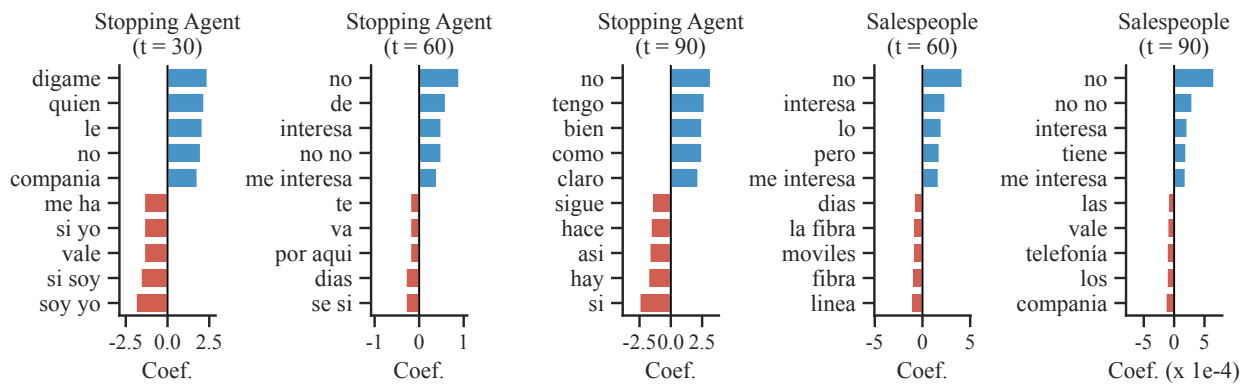 Stopping Agent
(t = 30)
digame
quien
le
no
compania
me ha
si yo
vale
si soy
soy yo
-2.5 0.0 2.5
Coef.
Stopping Agent
(t = 60)
no
de
interesa
no no
me interesa
te
va
por aqui
dias
se si
-1 0 1
Coef.
Stopping Agent
(t = 90)
no
tengo
bien
como
claro
sigue
hace
asi
hay
si
-2.5 0.0 2.5
Coef.
Salespeople
(t = 60)
no
interesa
lo
pero
me interesa
dias
la fibra
moviles
fibra
linea
-5 0 5
Coef.
Salespeople
(t = 90)
no
no no
interesa
tiene
me interesa
las
vale
telefonía
los
compania
-5 0 5
Coef. (x 1e-4)